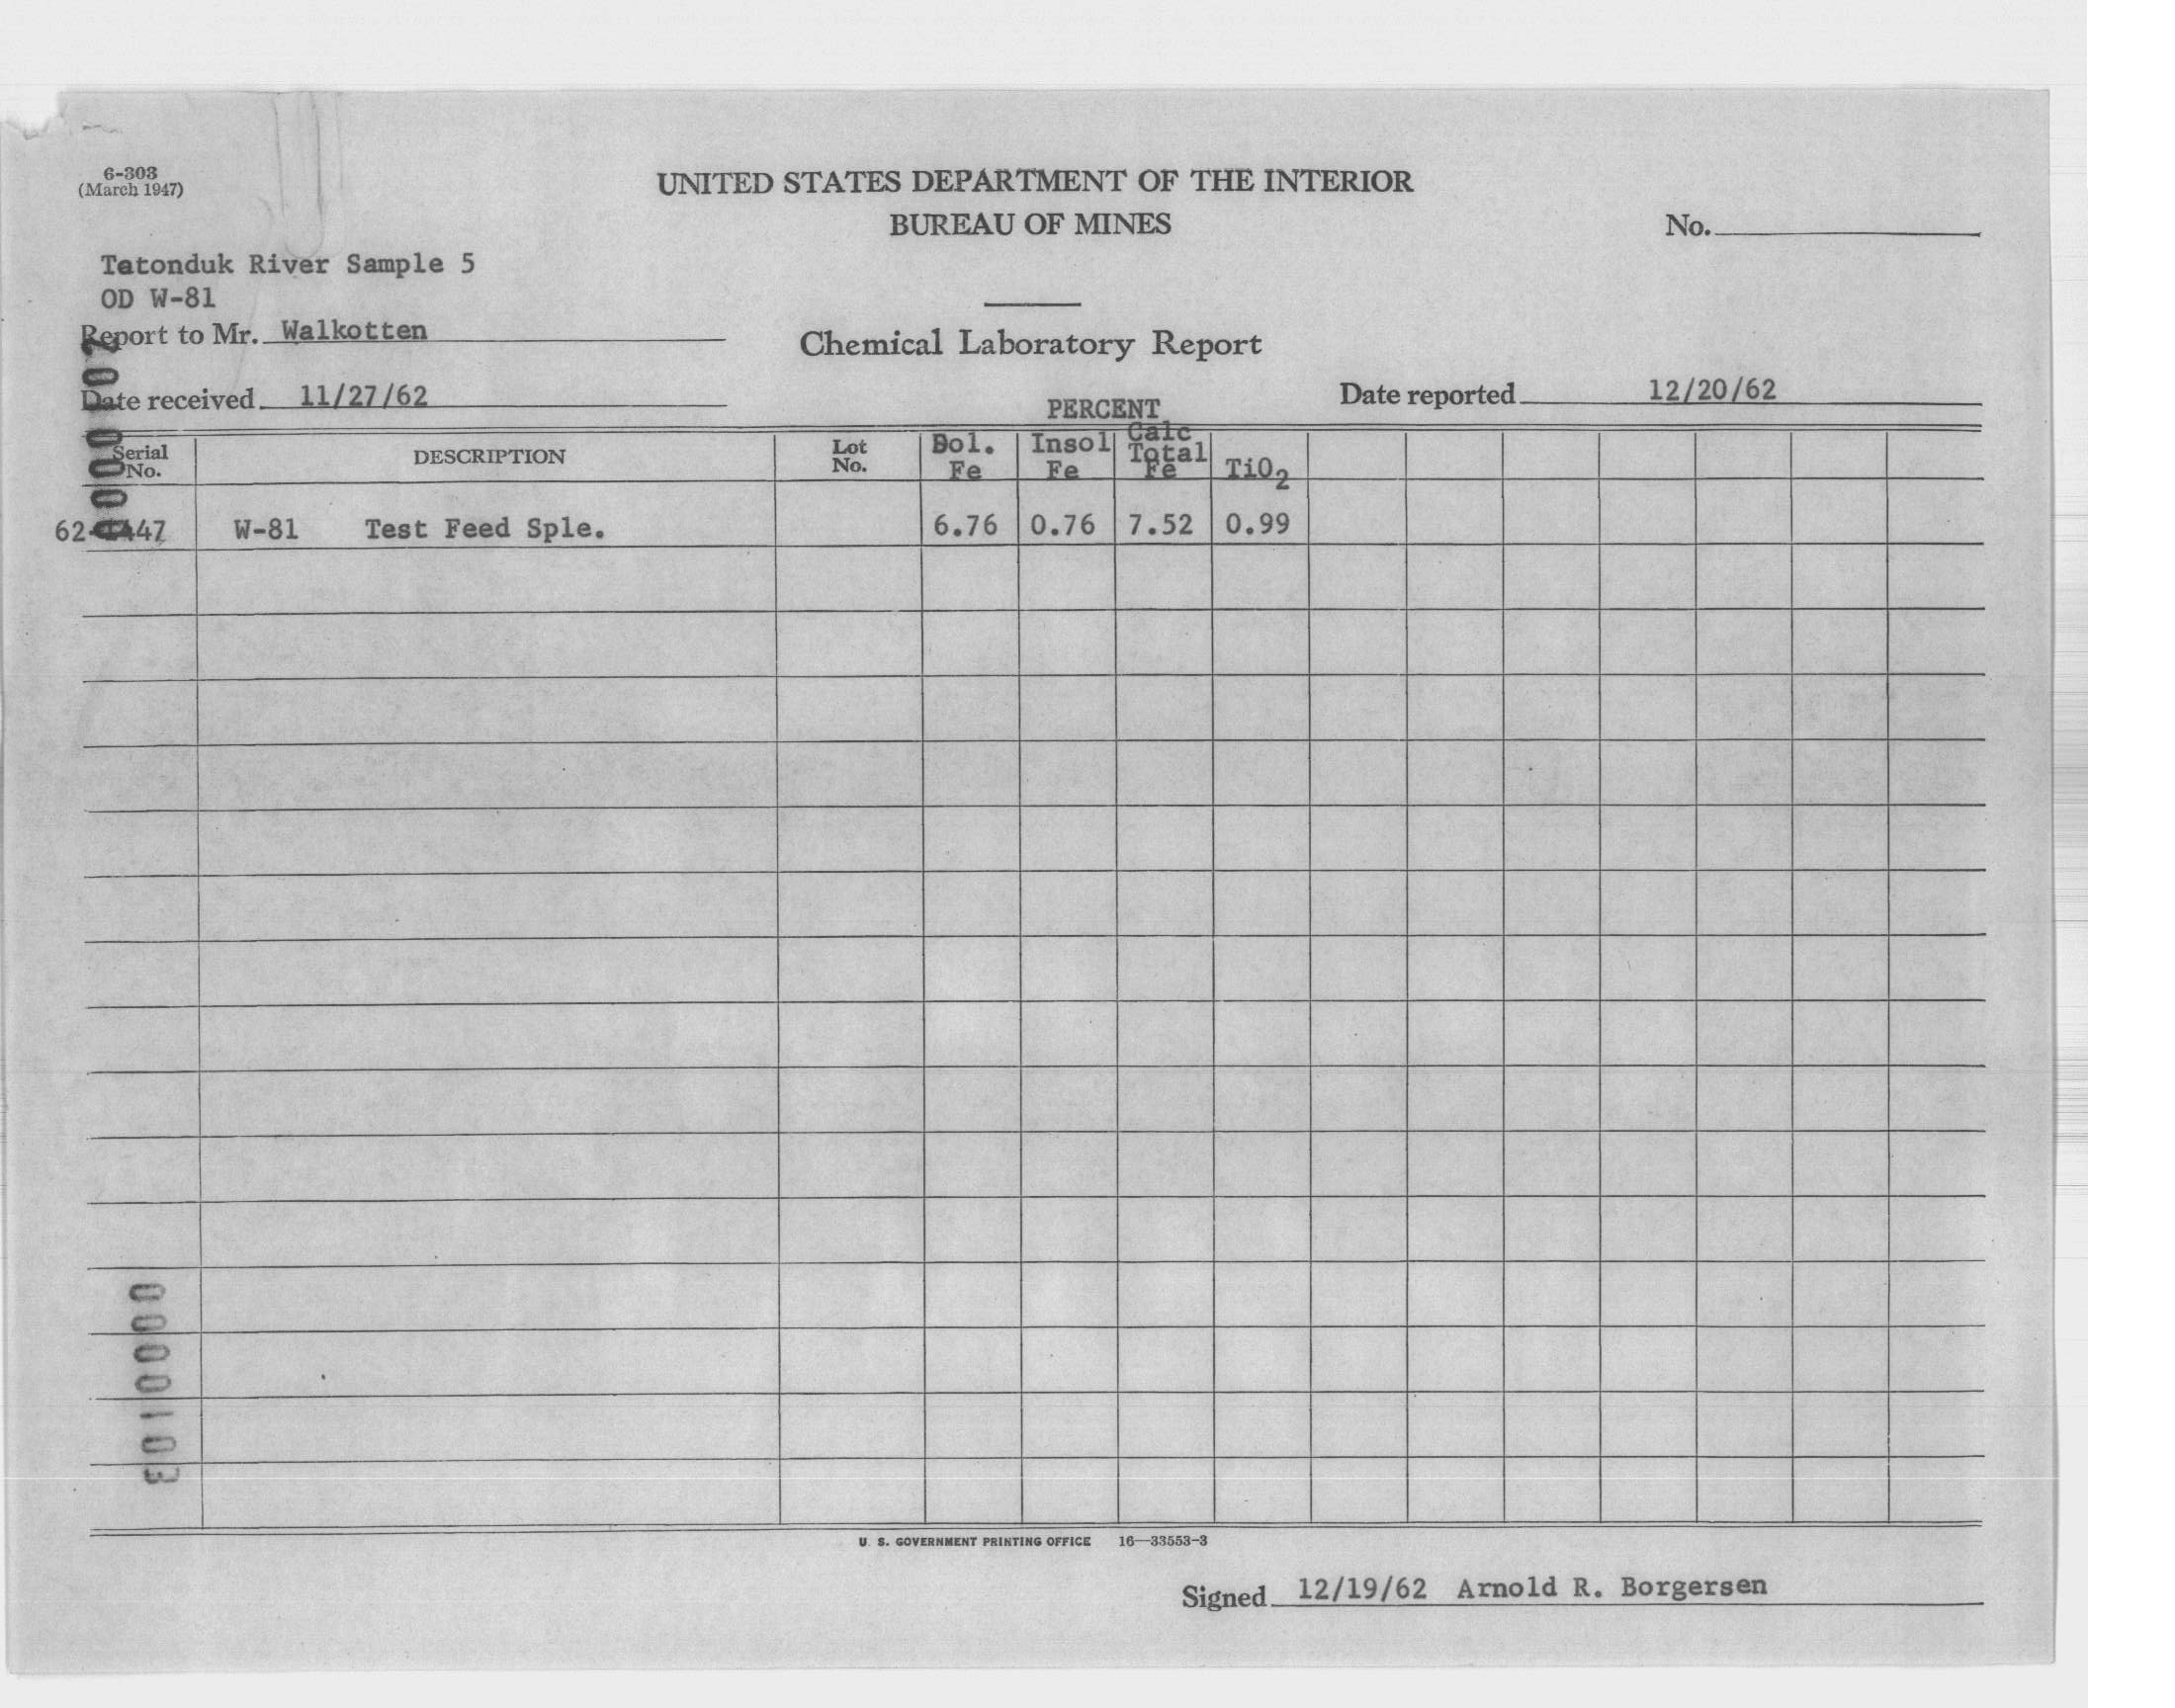 6-303
(March 1947)
UNITED STATES DEPARTMENT OF THE INTERIOR
BUREAU OF MINES
No.
Tatonduk River Sample 5
OD W-81
Report to Mr. Walkotten
Chemical Laboratory Report
Date received 11/27/62
Date reported 12/20/62
PERCENT
Serial No. DESCRIPTION Lot No. Sol. Fe Insol Fe Calc Total Fe TiO2
W-81 Test Feed Sple. 6.76 0.76 7.52 0.99
0000103
U. S. GOVERNMENT PRINTING OFFICE 16—33553-3
Signed 12/19/62 Arnold R. Borgersen